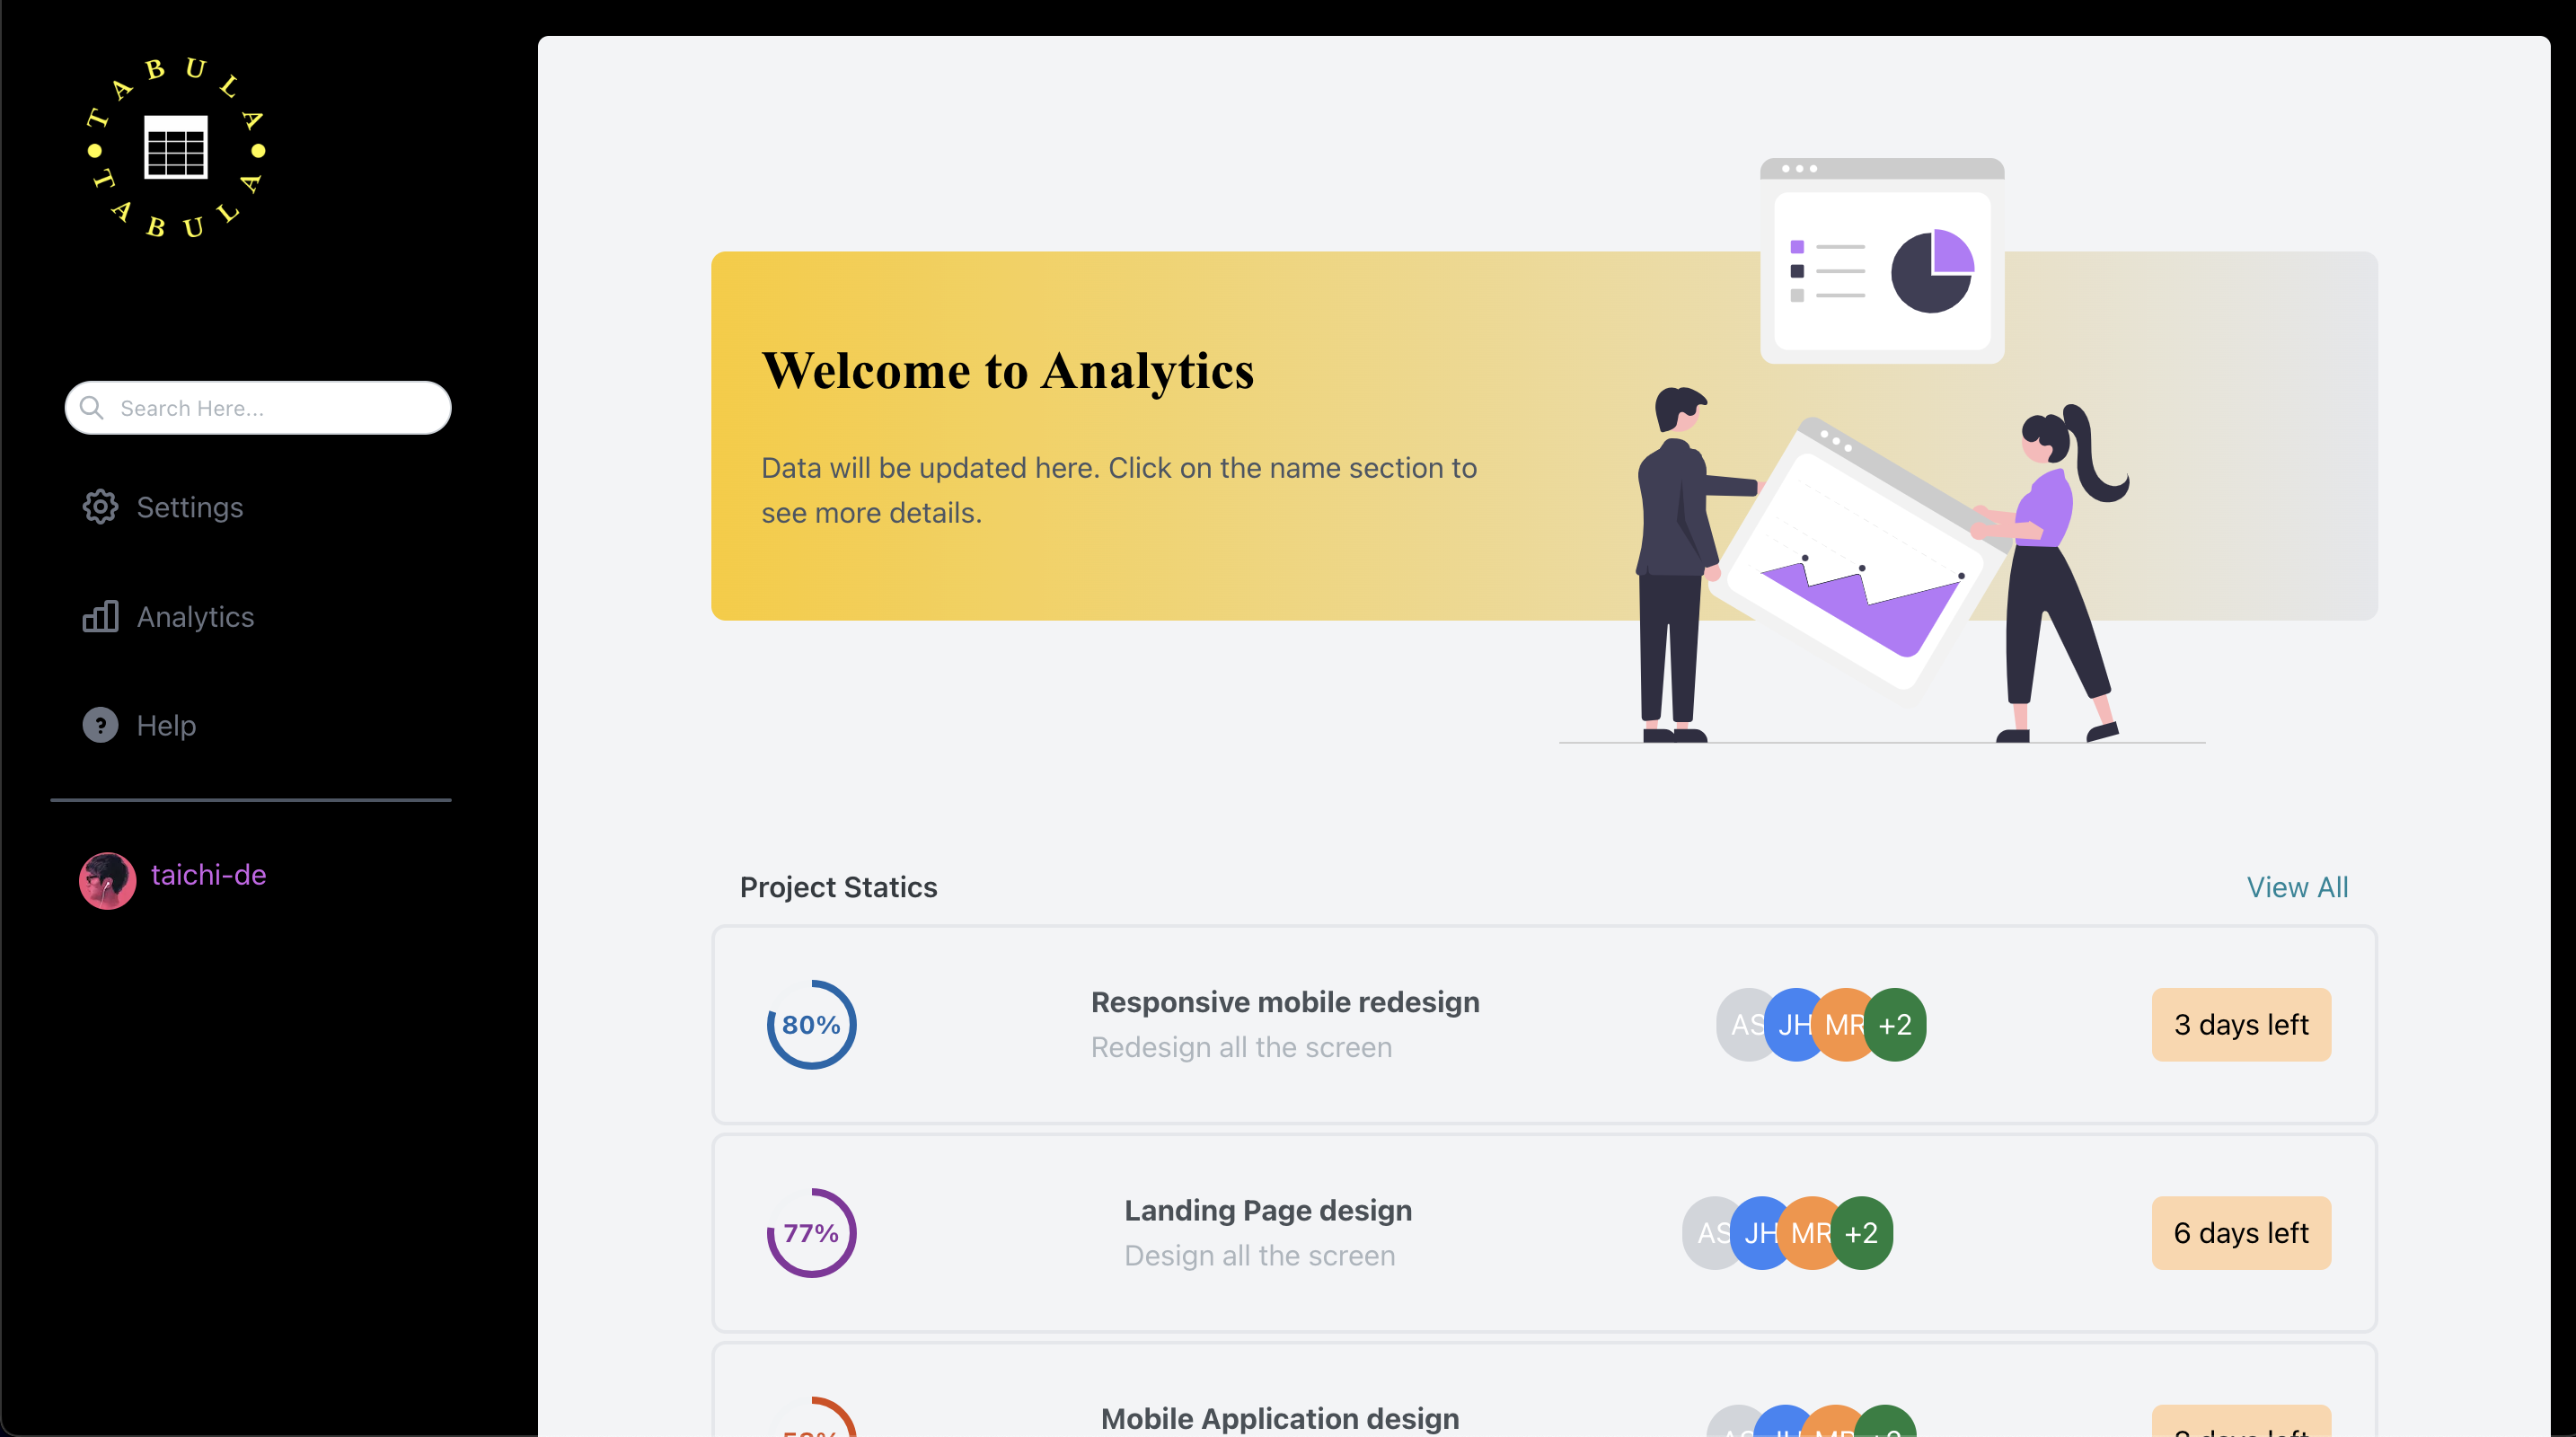 TABULA
TABULA
Search Here...
Settings
Analytics
Help
taichi-de
Welcome to Analytics
Data will be updated here. Click on the name section to
see more details.
Project Statics
View All
80%
Responsive mobile redesign
Redesign all the screen
AS JH MR +2
3 days left
77%
Landing Page design
Design all the screen
AS JH MR +2
6 days left
Mobile Application design
days left